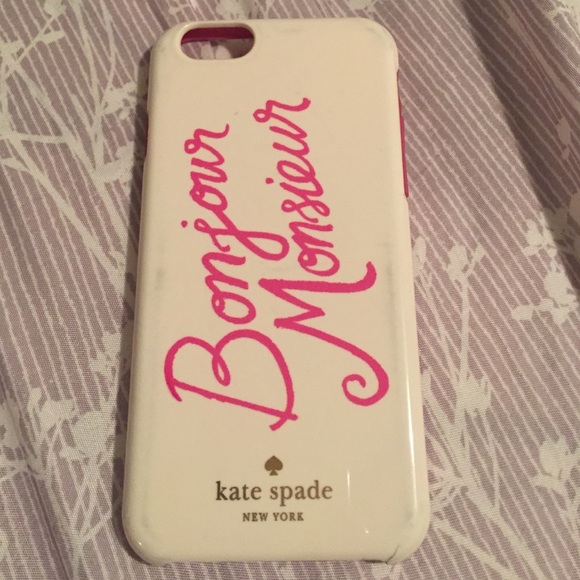 Bonjour
Monsieur
kate spade
NEW YORK